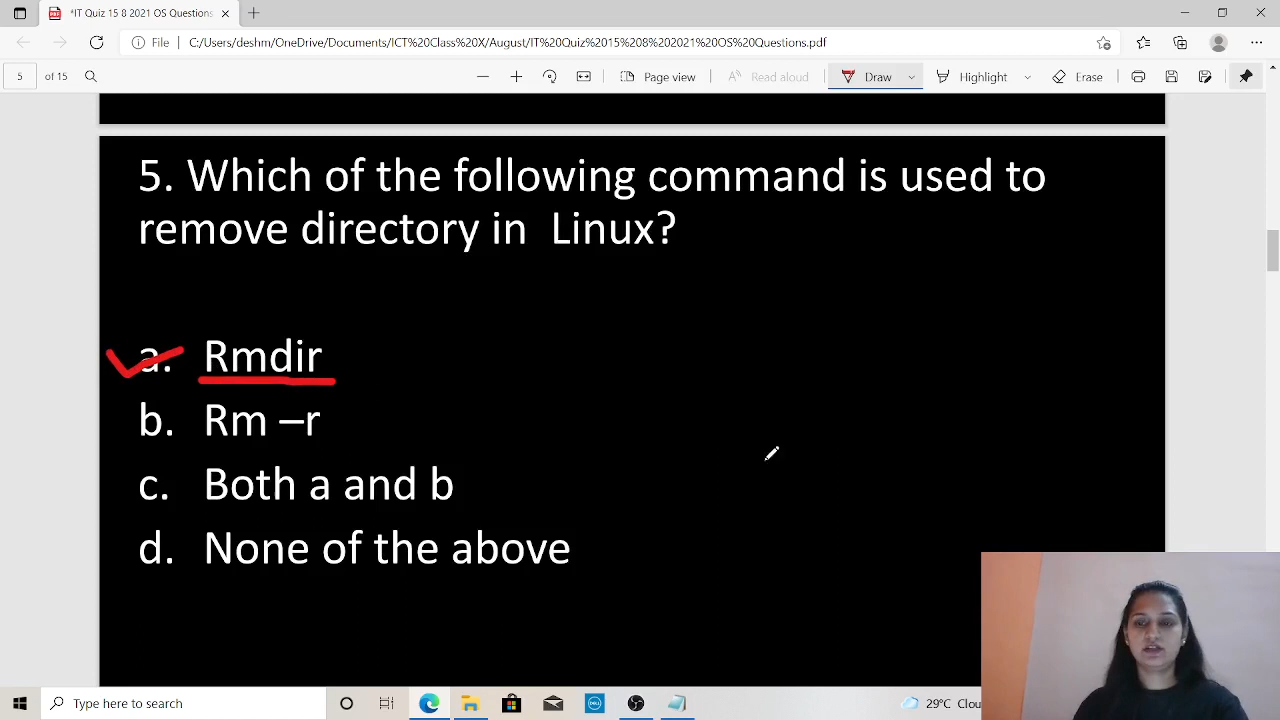 *IT Quiz 15 8 2021 OS Questions
File
C:/Users/deshm/OneDrive/Documents/ICT%20Class%20X/August/IT%20Quiz%2015%208%202021%20OS%20Questions.pdf
5 of 15
Page view
Read aloud
Draw
Highlight
Erase
5. Which of the following command is used to
remove directory in Linux?
a. Rmdir
b. Rm –r
c. Both a and b
d. None of the above
Type here to search
DELL
29°C Clou